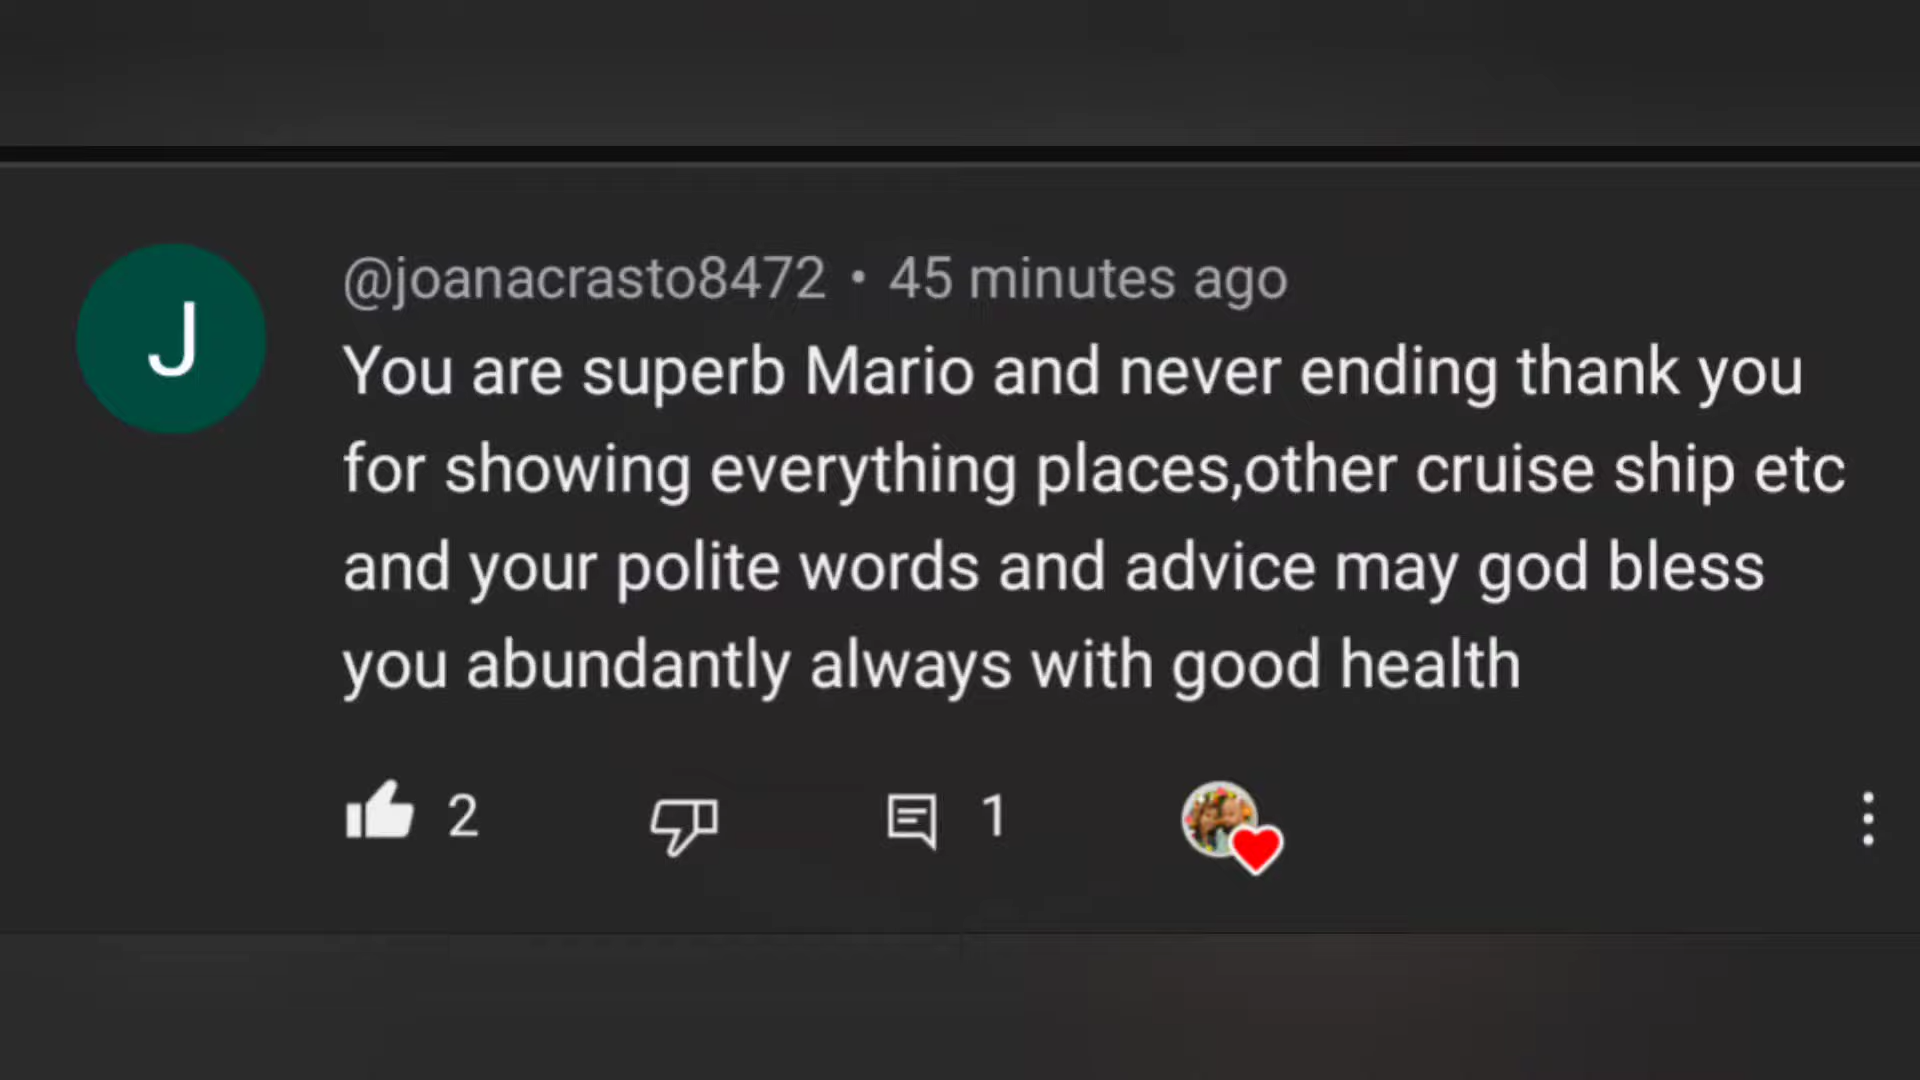 J
@joanacrasto8472 • 45 minutes ago
You are superb Mario and never ending thank you
for showing everything places,other cruise ship etc
and your polite words and advice may god bless
you abundantly always with good health
2
1